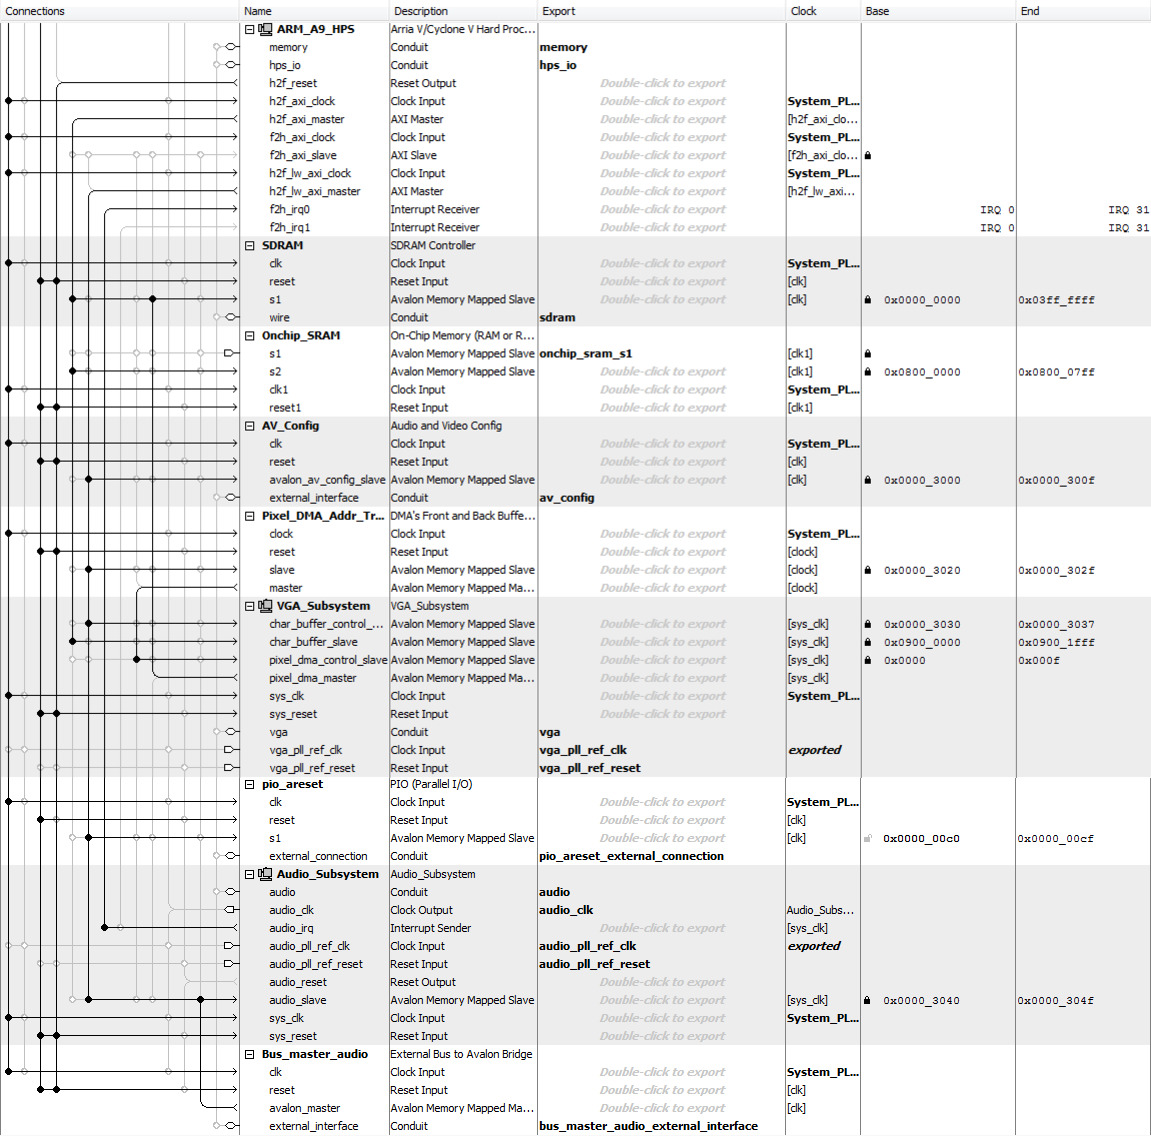 Connections Name Description Export Clock Base End
ARM_A9_HPS Arria V/Cyclone V Hard Proc...
memory Conduit memory
hps_io Conduit hps_io
h2f_reset Reset Output Double-click to export
h2f_axi_clock Clock Input Double-click to export System_PL...
h2f_axi_master AXI Master Double-click to export [h2f_axi_clo...
f2h_axi_clock Clock Input Double-click to export System_PL...
f2h_axi_slave AXI Slave Double-click to export [f2h_axi_clo...
h2f_lw_axi_clock Clock Input Double-click to export System_PL...
h2f_lw_axi_master AXI Master Double-click to export [h2f_lw_axi...
f2h_irq0 Interrupt Receiver Double-click to export IRQ 0 IRQ 31
f2h_irq1 Interrupt Receiver Double-click to export IRQ 0 IRQ 31
SDRAM SDRAM Controller
clk Clock Input Double-click to export System_PL...
reset Reset Input Double-click to export [clk]
s1 Avalon Memory Mapped Slave Double-click to export [clk] 0x0000_0000 0x03ff_ffff
wire Conduit sdram
Onchip_SRAM On-Chip Memory (RAM or R...
s1 Avalon Memory Mapped Slave onchip_sram_s1 [clk1]
s2 Avalon Memory Mapped Slave Double-click to export [clk1] 0x0800_0000 0x0800_07ff
clk1 Clock Input Double-click to export System_PL...
reset1 Reset Input Double-click to export [clk1]
AV_Config Audio and Video Config
clk Clock Input Double-click to export System_PL...
reset Reset Input Double-click to export [clk]
avalon_av_config_slave Avalon Memory Mapped Slave Double-click to export [clk] 0x0000_3000 0x0000_300f
external_interface Conduit av_config
Pixel_DMA_Addr_Tr... DMA's Front and Back Buffe...
clock Clock Input Double-click to export System_PL...
reset Reset Input Double-click to export [clock]
slave Avalon Memory Mapped Slave Double-click to export [clock] 0x0000_3020 0x0000_302f
master Avalon Memory Mapped Ma... Double-click to export [clock]
VGA_Subsystem VGA_Subsystem
char_buffer_control_... Avalon Memory Mapped Slave Double-click to export [sys_clk] 0x0000_3030 0x0000_3037
char_buffer_slave Avalon Memory Mapped Slave Double-click to export [sys_clk] 0x0900_0000 0x0900_1fff
pixel_dma_control_slave Avalon Memory Mapped Slave Double-click to export [sys_clk] 0x0000 0x000f
pixel_dma_master Avalon Memory Mapped Ma... Double-click to export [sys_clk]
sys_clk Clock Input Double-click to export System_PL...
sys_reset Reset Input Double-click to export
vga Conduit vga
vga_pll_ref_clk Clock Input vga_pll_ref_clk exported
vga_pll_ref_reset Reset Input vga_pll_ref_reset
pio_areset PIO (Parallel I/O)
clk Clock Input Double-click to export System_PL...
reset Reset Input Double-click to export [clk]
s1 Avalon Memory Mapped Slave Double-click to export [clk] 0x0000_00c0 0x0000_00cf
external_connection Conduit pio_areset_external_connection
Audio_Subsystem Audio_Subsystem
audio Conduit audio
audio_clk Clock Output audio_clk Audio_Subs...
audio_irq Interrupt Sender Double-click to export [sys_clk]
audio_pll_ref_clk Clock Input audio_pll_ref_clk exported
audio_pll_ref_reset Reset Input audio_pll_ref_reset
audio_reset Reset Output Double-click to export
audio_slave Avalon Memory Mapped Slave Double-click to export [sys_clk] 0x0000_3040 0x0000_304f
sys_clk Clock Input Double-click to export System_PL...
sys_reset Reset Input Double-click to export
Bus_master_audio External Bus to Avalon Bridge
clk Clock Input Double-click to export System_PL...
reset Reset Input Double-click to export [clk]
avalon_master Avalon Memory Mapped Ma... Double-click to export [clk]
external_interface Conduit bus_master_audio_external_interface